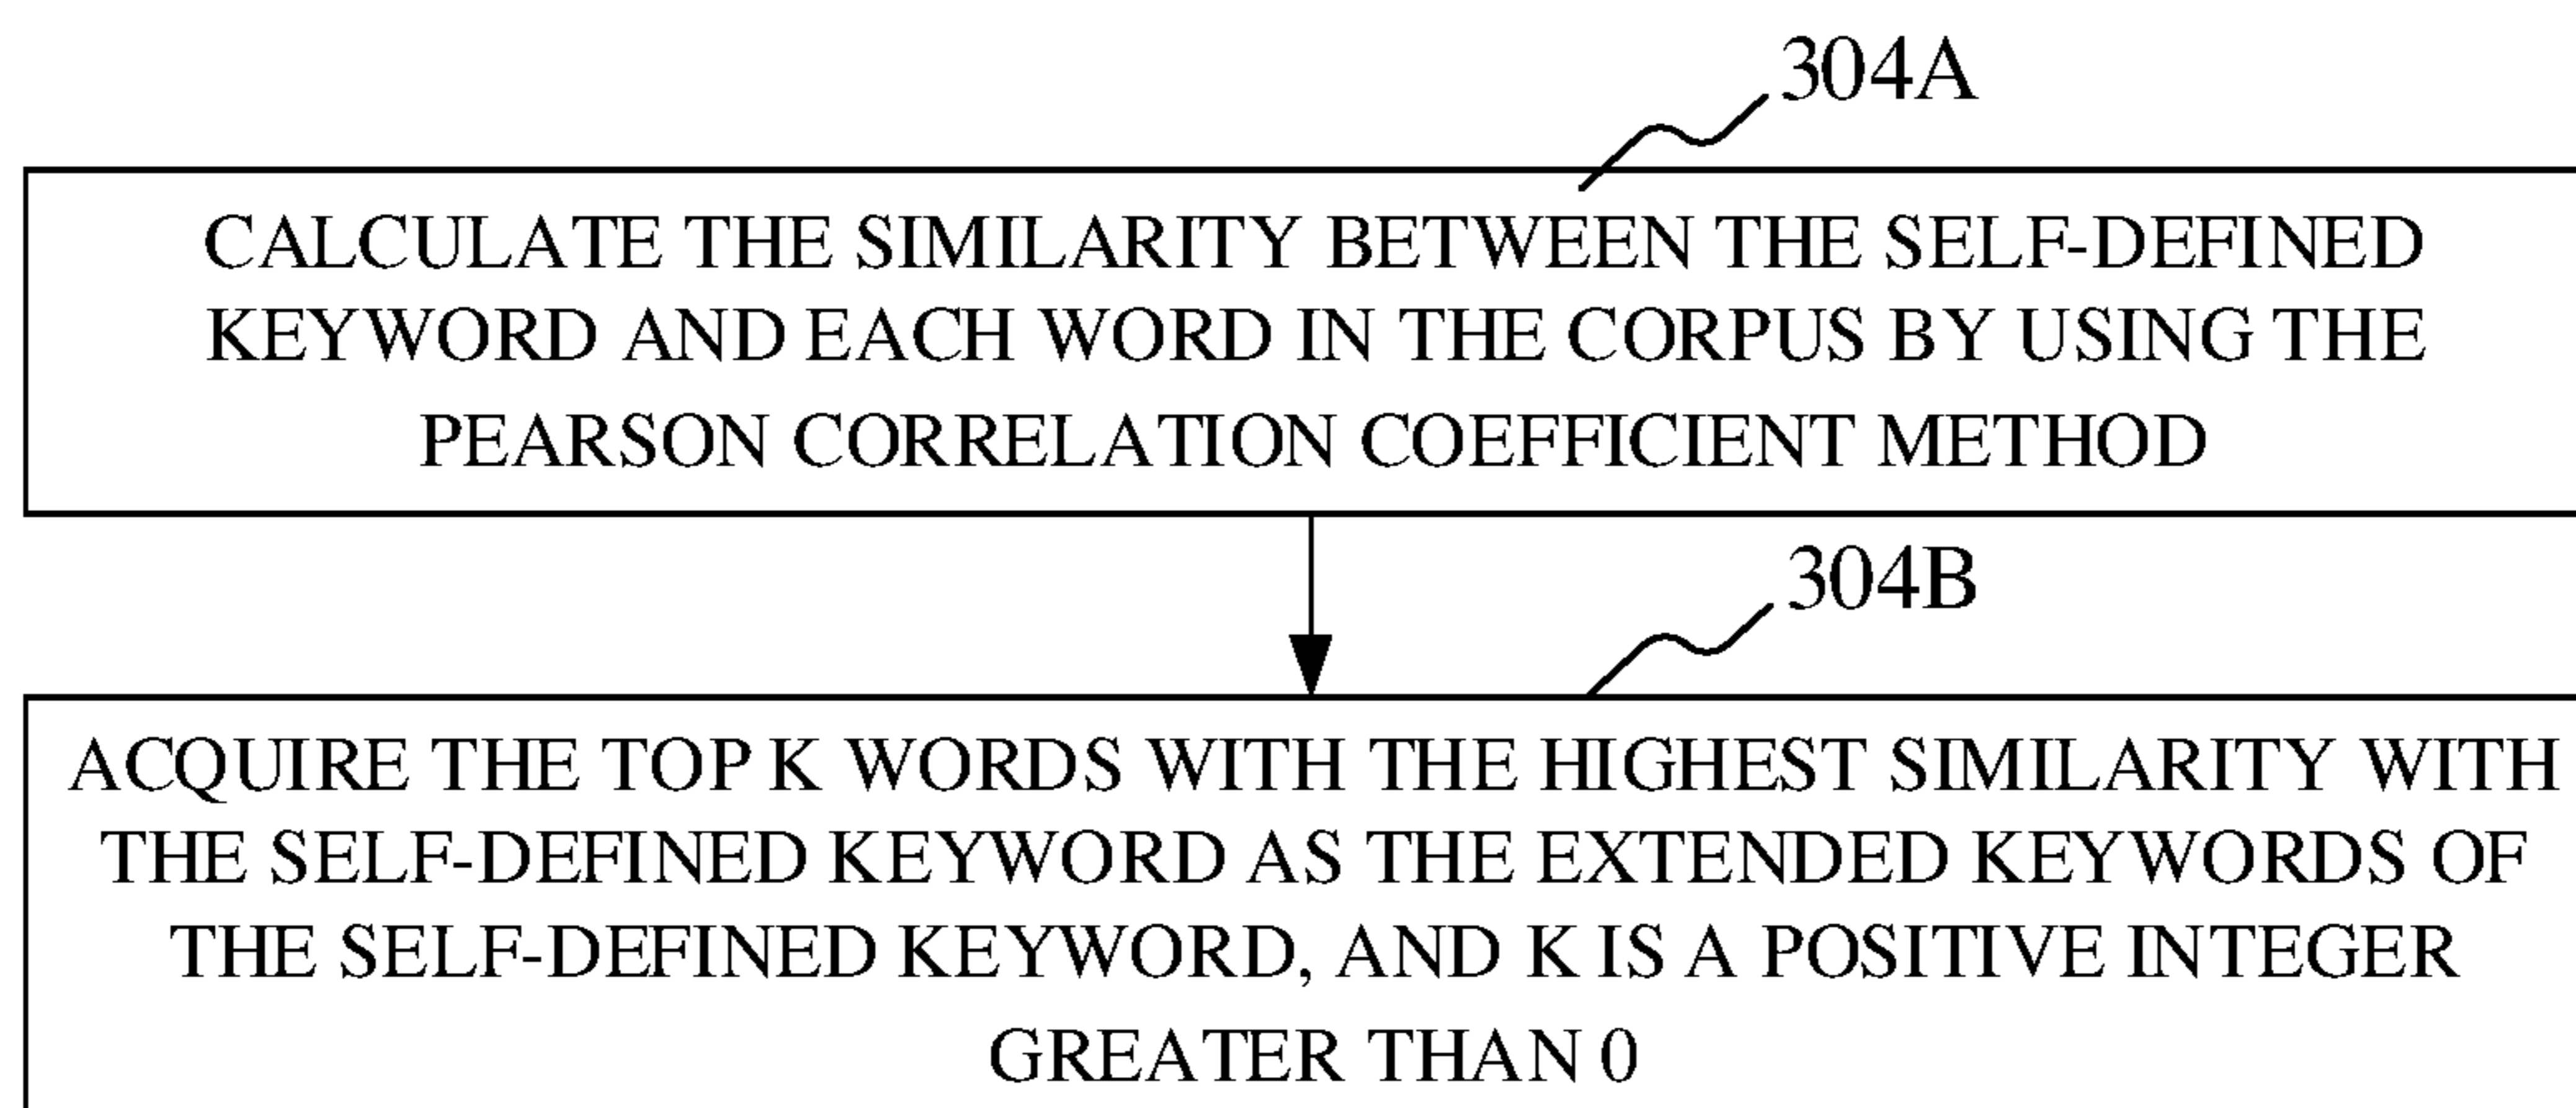 304A
CALCULATE THE SIMILARITY BETWEEN THE SELF-DEFINED
KEYWORD AND EACH WORD IN THE CORPUS BY USING THE
PEARSON CORRELATION COEFFICIENT METHOD
304B
ACQUIRE THE TOP K WORDS WITH THE HIGHEST SIMILARITY WITH
THE SELF-DEFINED KEYWORD AS THE EXTENDED KEYWORDS OF
THE SELF-DEFINED KEYWORD, AND K IS A POSITIVE INTEGER
GREATER THAN 0